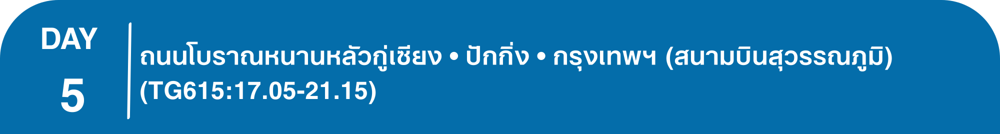 DAY
5
ถนนโบราณหนานหลัวกู่เซียง • ปักกิ่ง • กรุงเทพฯ (สนามบินสุวรรณภูมิ)
(TG615:17.05-21.15)